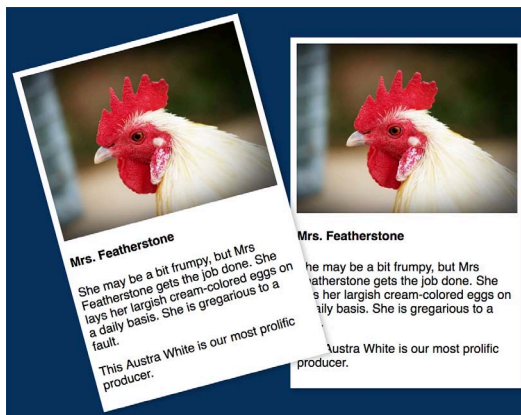 Mrs. Featherstone
She may be a bit frumpy, but Mrs
Featherstone gets the job done. She
lays her largish cream-colored eggs on
a daily basis. She is gregarious to a
fault.
This Austra White is our most prolific
producer.
Mrs. Featherstone
she may be a bit frumpy, but Mrs
Featherstone gets the job done. She
her largish cream-colored eggs on
daily basis. She is gregarious to a
Austra White is our most prolific
producer.